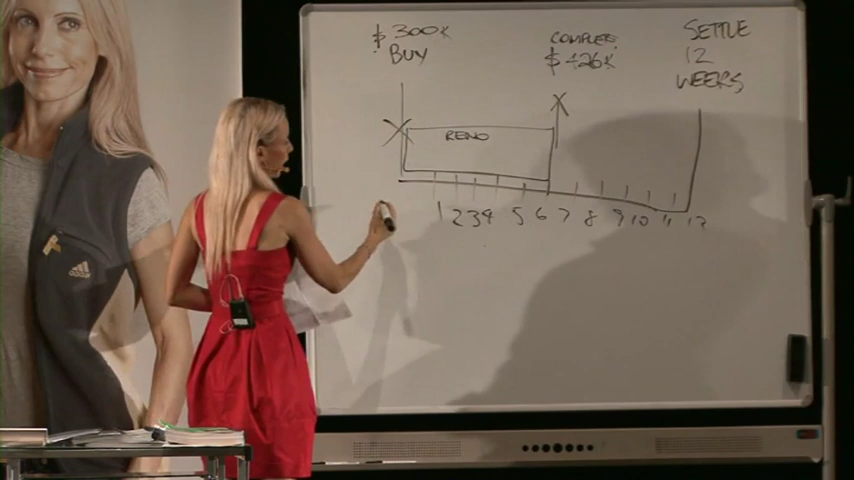 $300K
BUY
COMPLETE
$426K
SETTLE
12
WEEKS
X
X
RENO
1 2 3 4 5 6 7 8 9 10 11 12
adidas